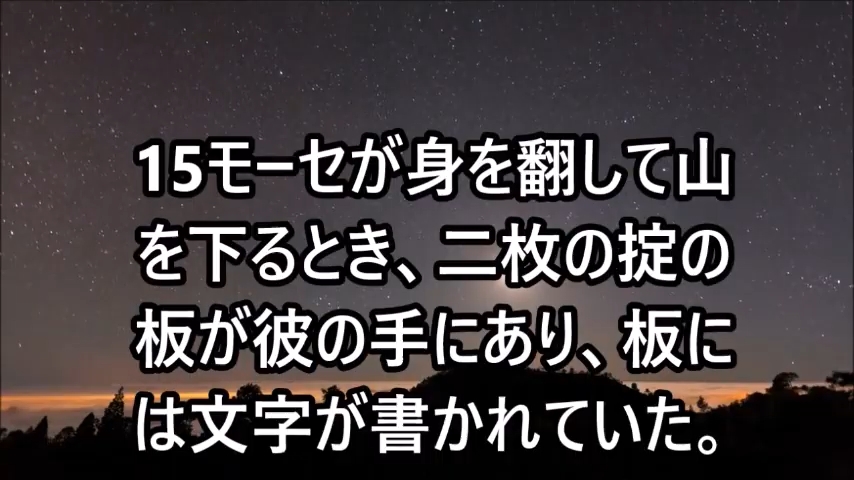 15モーセが身を翻して山
を下るとき、二枚の掟の
板が彼の手にあり、板に
は文字が書かれていた。